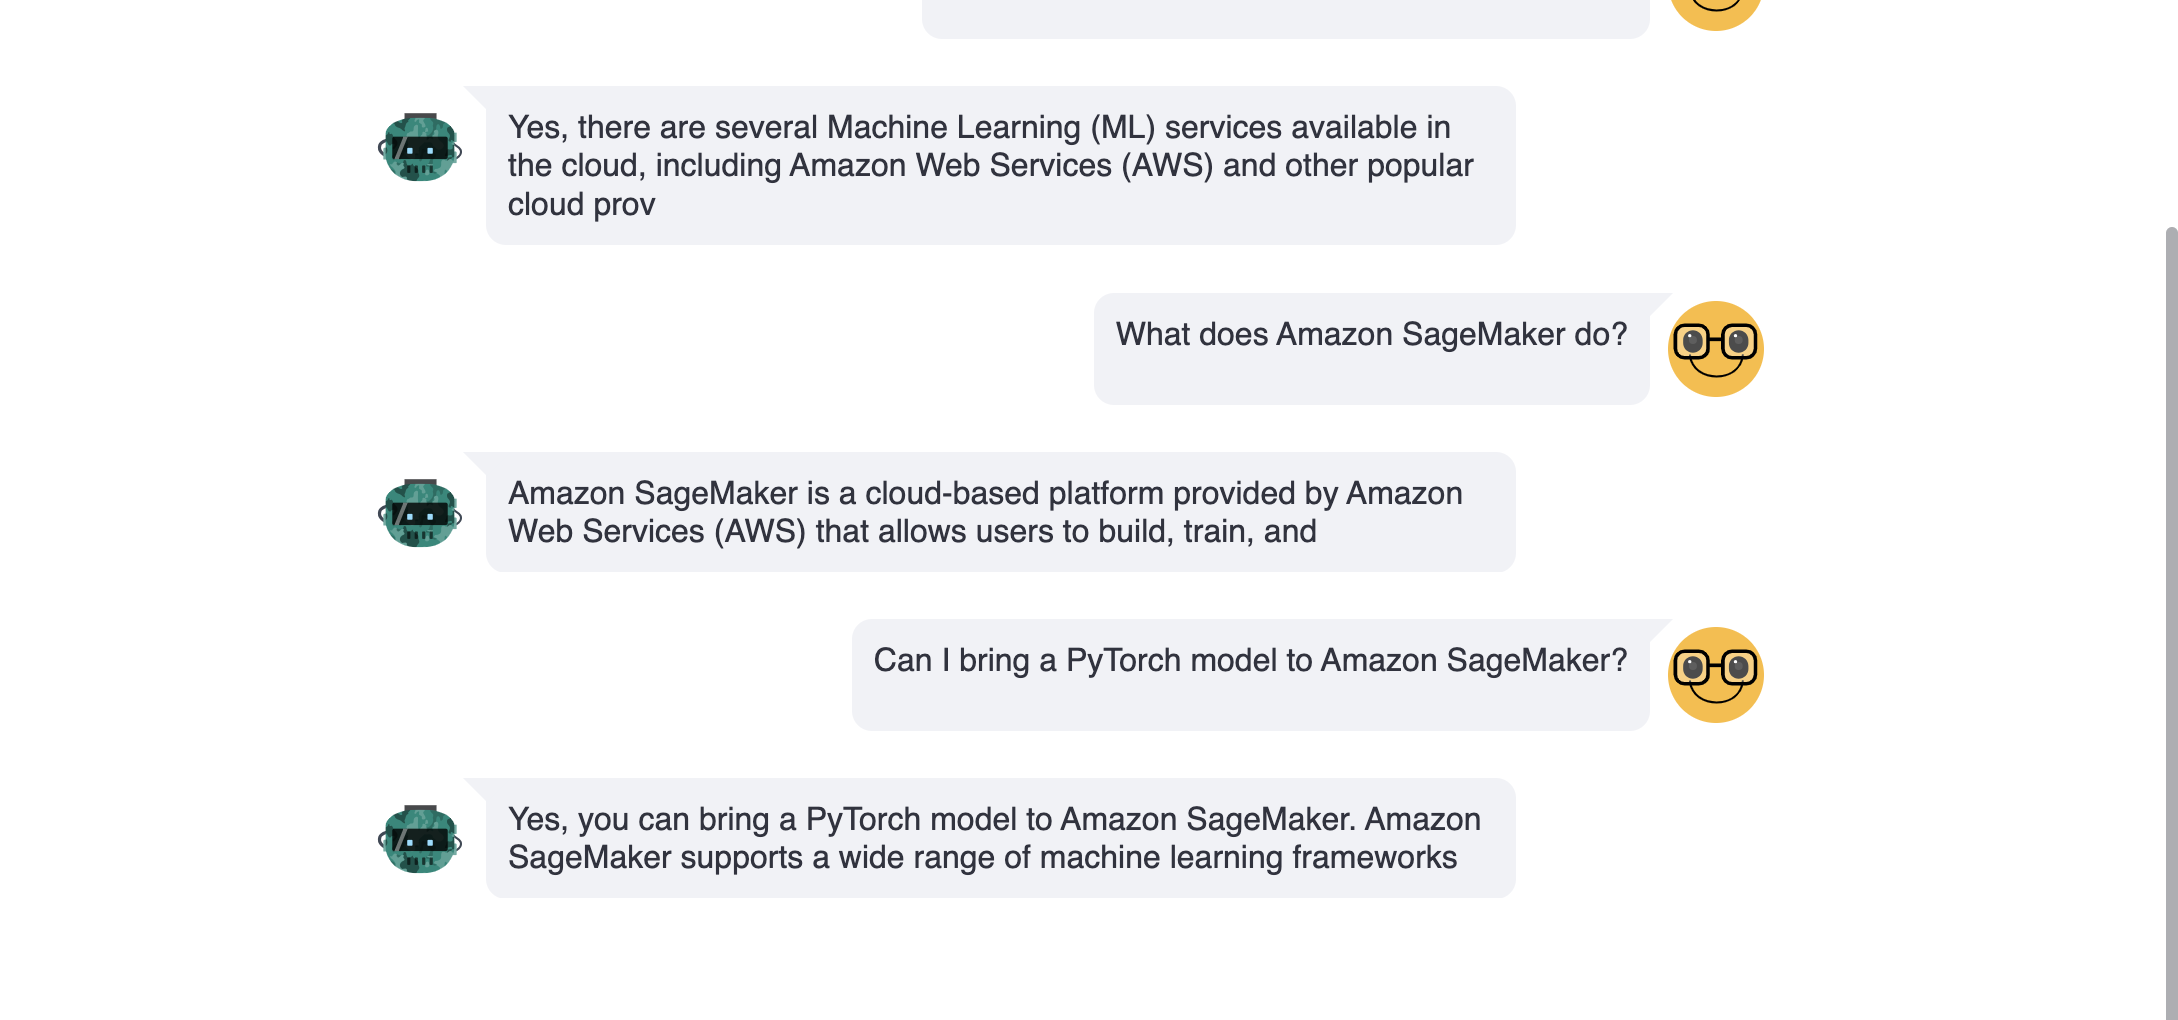 Yes, there are several Machine Learning (ML) services available in
the cloud, including Amazon Web Services (AWS) and other popular
cloud prov
What does Amazon SageMaker do?
Amazon SageMaker is a cloud-based platform provided by Amazon
Web Services (AWS) that allows users to build, train, and
Can I bring a PyTorch model to Amazon SageMaker?
Yes, you can bring a PyTorch model to Amazon SageMaker. Amazon
SageMaker supports a wide range of machine learning frameworks